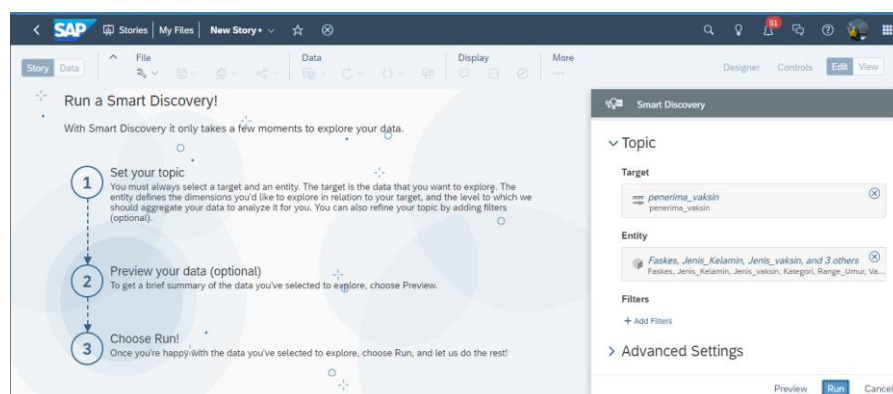 SAP Stories My Files New Story
51
Story Data
File Data Display More
Designer Controls Edit View
Run a Smart Discovery!
With Smart Discovery it only takes a few moments to explore your data.
1 Set your topic
You must always select a target and an entity. The target is the data that you want to explore. The
entity defines the dimensions you'd like to explore in relation to your target, and the level to which we
should aggregate your data to analyze it for you. You can also refine your topic by adding filters
(optional).
2 Preview your data (optional)
To get a brief summary of the data you've selected to explore, choose Preview.
3 Choose Run!
Once you're happy with the data you've selected to explore, choose Run, and let us do the rest!
Smart Discovery
Topic
Target
penerima_vaksin
penerima_vaksin
Entity
Faskes, Jenis_Kelamin, Jenis_vaksin, and 3 others
Faskes, Jenis_Kelamin, Jenis_vaksin, Kategori, Range_Umur, Va...
Filters
+ Add Filters
Advanced Settings
Preview Run Cancel